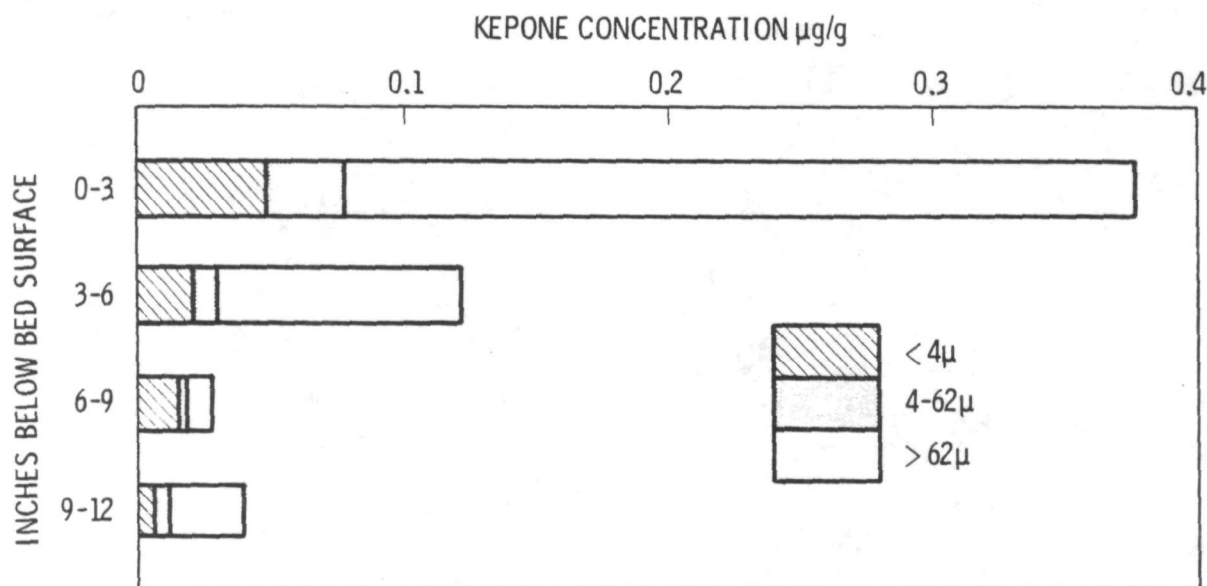 KEPONE CONCENTRATION µg/g
0 0.1 0.2 0.3 0.4
INCHES BELOW BED SURFACE
0-3
3-6
6-9
9-12
< 4µ
4-62µ
> 62µ